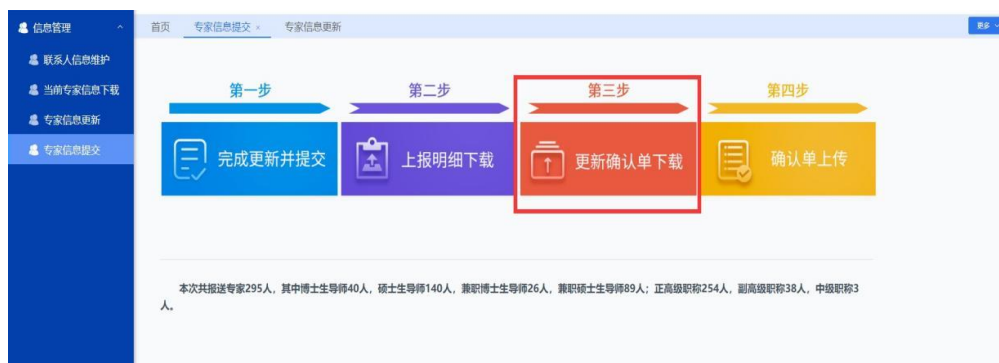 信息管理
首页 专家信息提交 × 专家信息更新
更多
联系人信息维护
当前专家信息下载
专家信息更新
专家信息提交
第一步 第二步 第三步 第四步
完成更新并提交 上报明细下载 更新确认单下载 确认单上传
本次共报送专家295人，其中博士生导师40人，硕士生导师140人，兼职博士生导师26人，兼职硕士生导师89人；正高级职称254人，副高级职称38人，中级职称3
人。